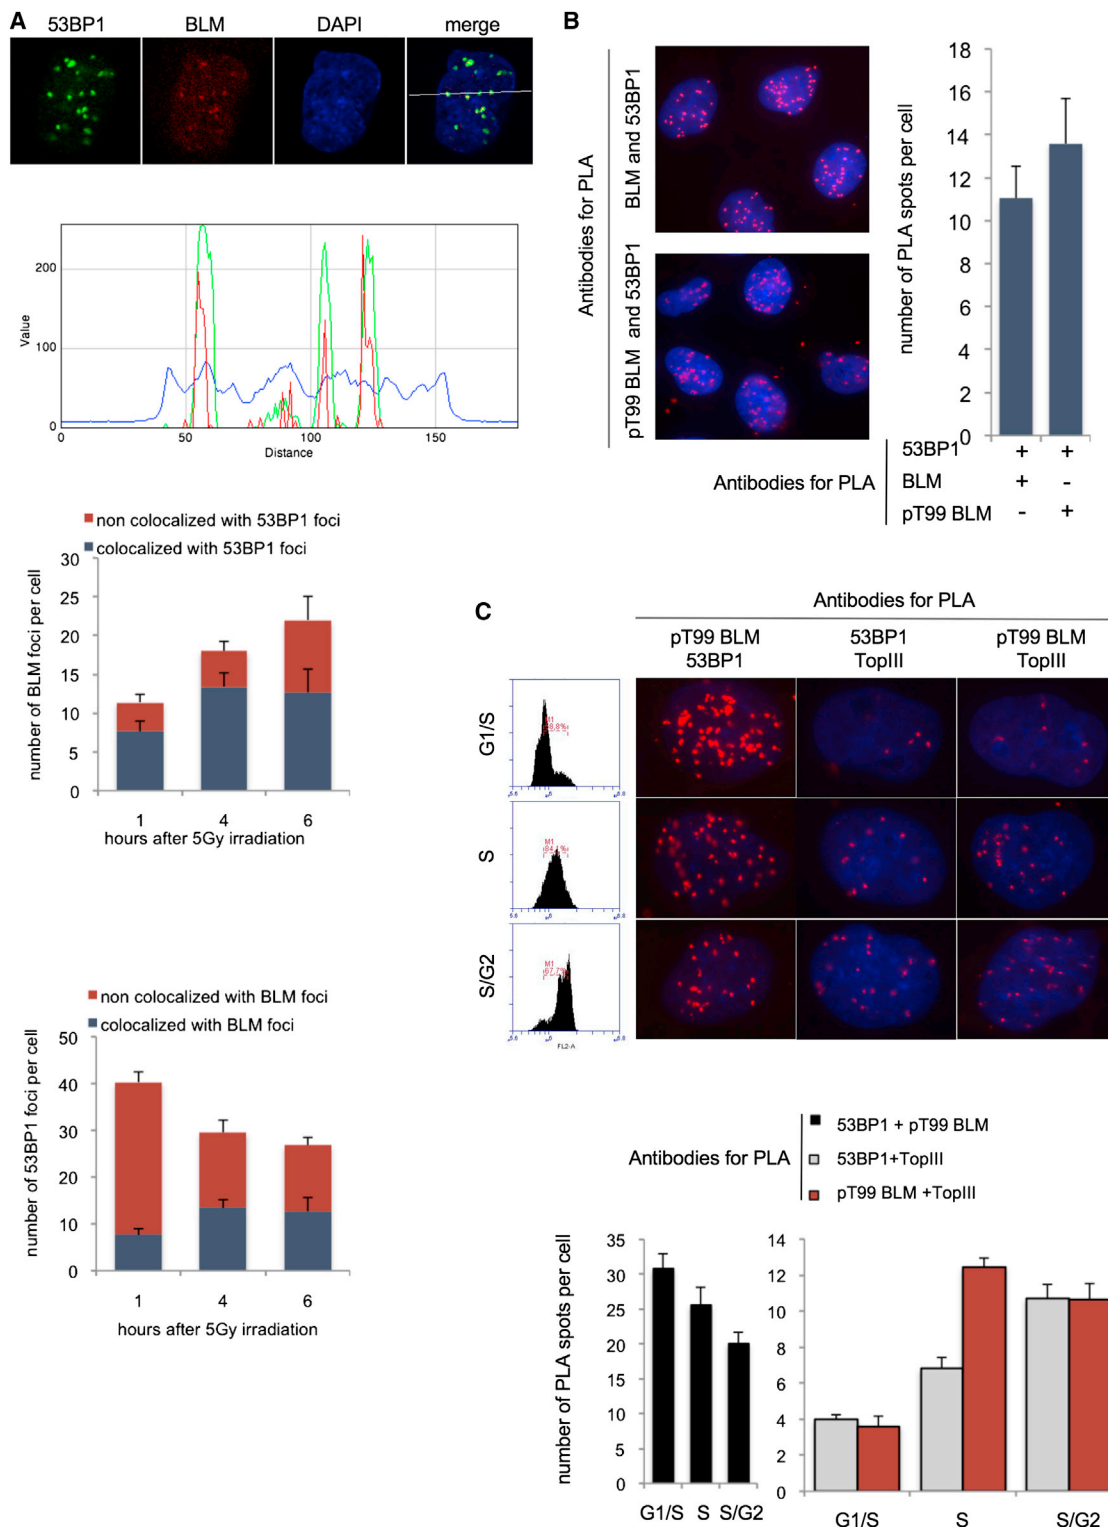 A
53BP1 BLM DAPI merge
200
100
0
Value
0 50 100 150
Distance
non colocalized with 53BP1 foci
colocalized with 53BP1 foci
30
25
20
15
10
5
0
number of BLM foci per cell
1 4 6
hours after 5Gy irradiation
non colocalized with BLM foci
colocalized with BLM foci
50
40
30
20
10
0
number of 53BP1 foci per cell
1 4 6
hours after 5Gy irradiation
B
Antibodies for PLA
BLM and 53BP1
pT99 BLM and 53BP1
number of PLA spots per cell
18
16
14
12
10
8
6
4
2
0
Antibodies for PLA
53BP1 + +
BLM + -
pT99 BLM - +
C
Antibodies for PLA
pT99 BLM 53BP1 pT99 BLM
53BP1 TopIII TopIII
G1/S
M1
S
M1
S/G2
M1
FL2-A
Antibodies for PLA
53BP1 + pT99 BLM
53BP1+TopIII
pT99 BLM +TopIII
number of PLA spots per cell
35
30
25
20
15
10
5
0
G1/S S S/G2
14
12
10
8
6
4
2
0
G1/S S S/G2